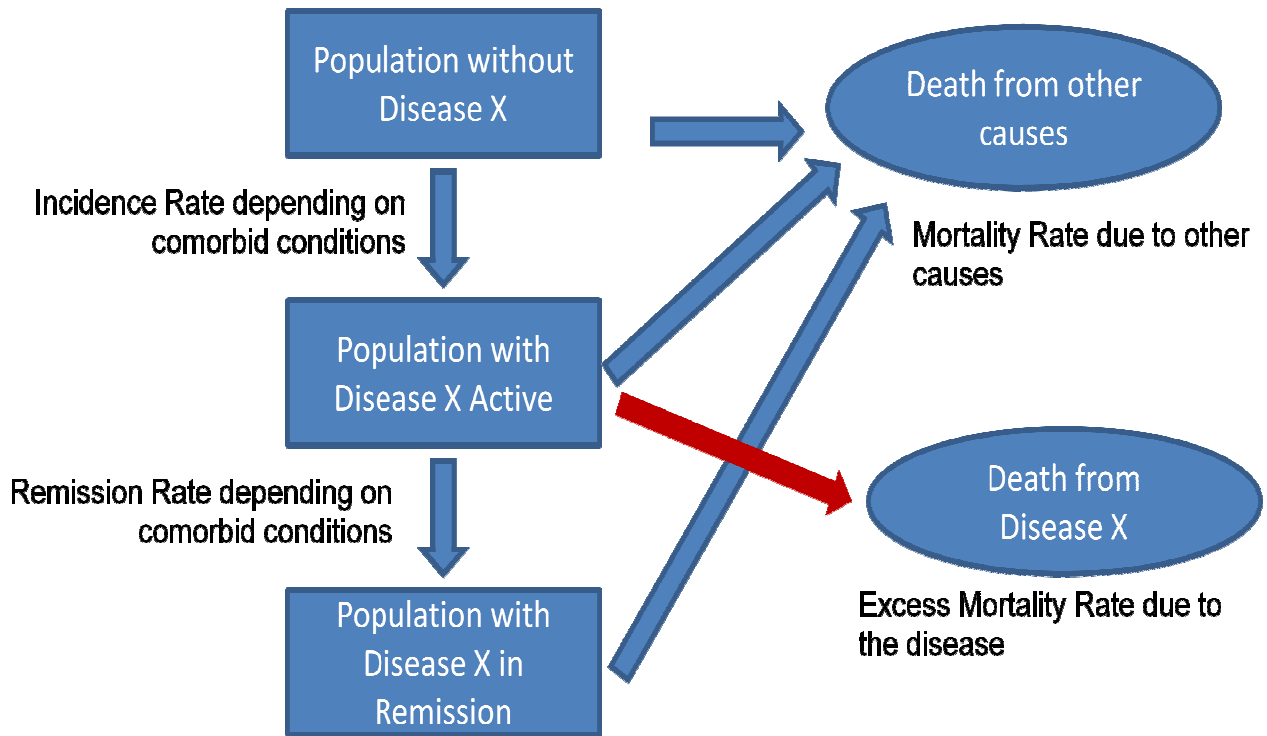 Population without
Disease X
Death from other
causes
Incidence Rate depending on
comorbid conditions
Mortality Rate due to other
causes
Population with
Disease X Active
Death from
Disease X
Remission Rate depending on
comorbid conditions
Excess Mortality Rate due to
the disease
Population with
Disease X in
Remission